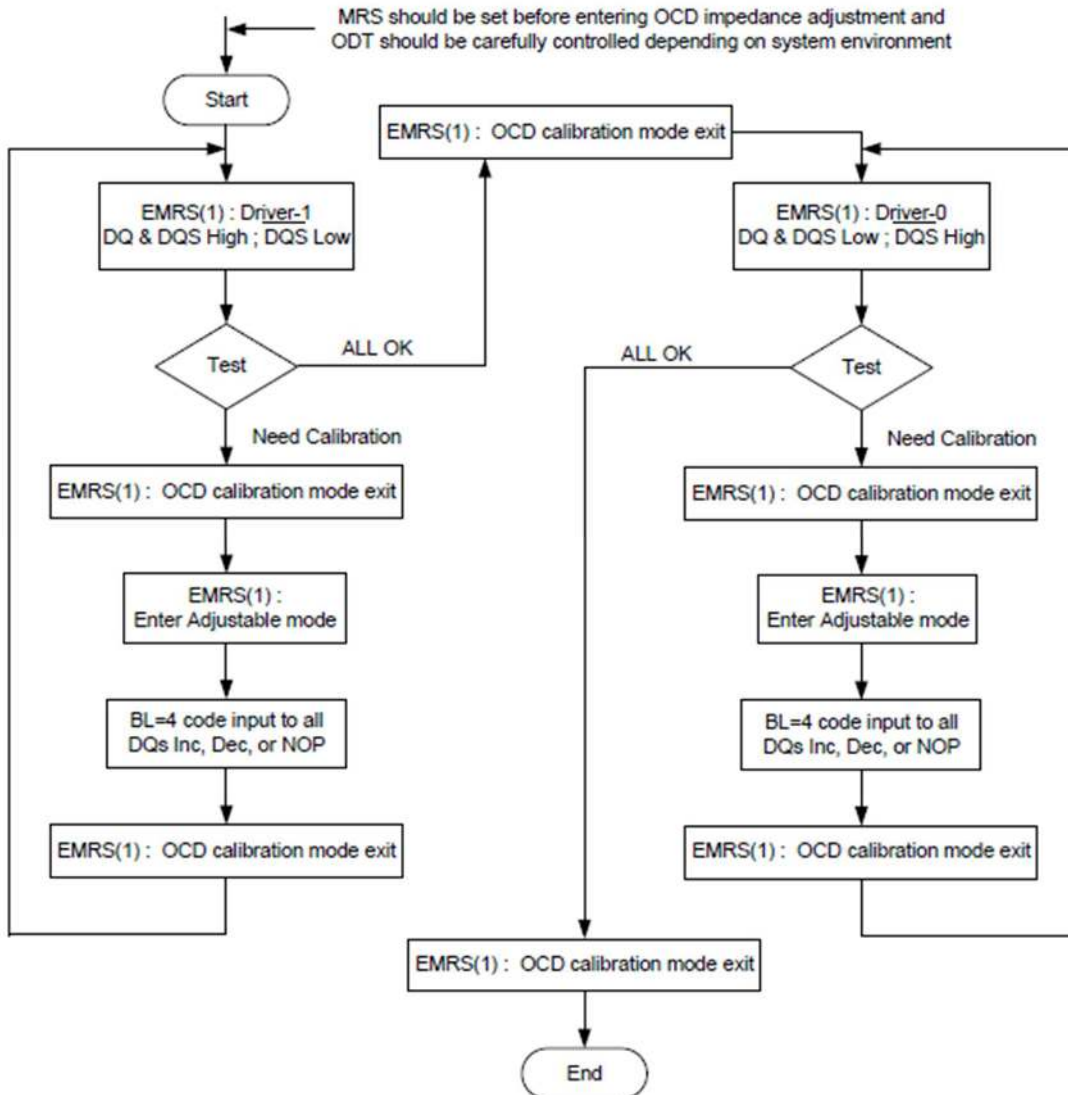 MRS should be set before entering OCD impedance adjustment and
ODT should be carefully controlled depending on system environment
Start
EMRS(1) : OCD calibration mode exit
EMRS(1) : Driver-1
DQ & DQS High ; DQS Low
EMRS(1) : Driver-0
DQ & DQS Low ; DQS High
Test
ALL OK
ALL OK
Test
Need Calibration
Need Calibration
EMRS(1) : OCD calibration mode exit
EMRS(1) : OCD calibration mode exit
EMRS(1) :
Enter Adjustable mode
EMRS(1) :
Enter Adjustable mode
BL=4 code input to all
DQs Inc, Dec, or NOP
BL=4 code input to all
DQs Inc, Dec, or NOP
EMRS(1) : OCD calibration mode exit
EMRS(1) : OCD calibration mode exit
EMRS(1) : OCD calibration mode exit
End